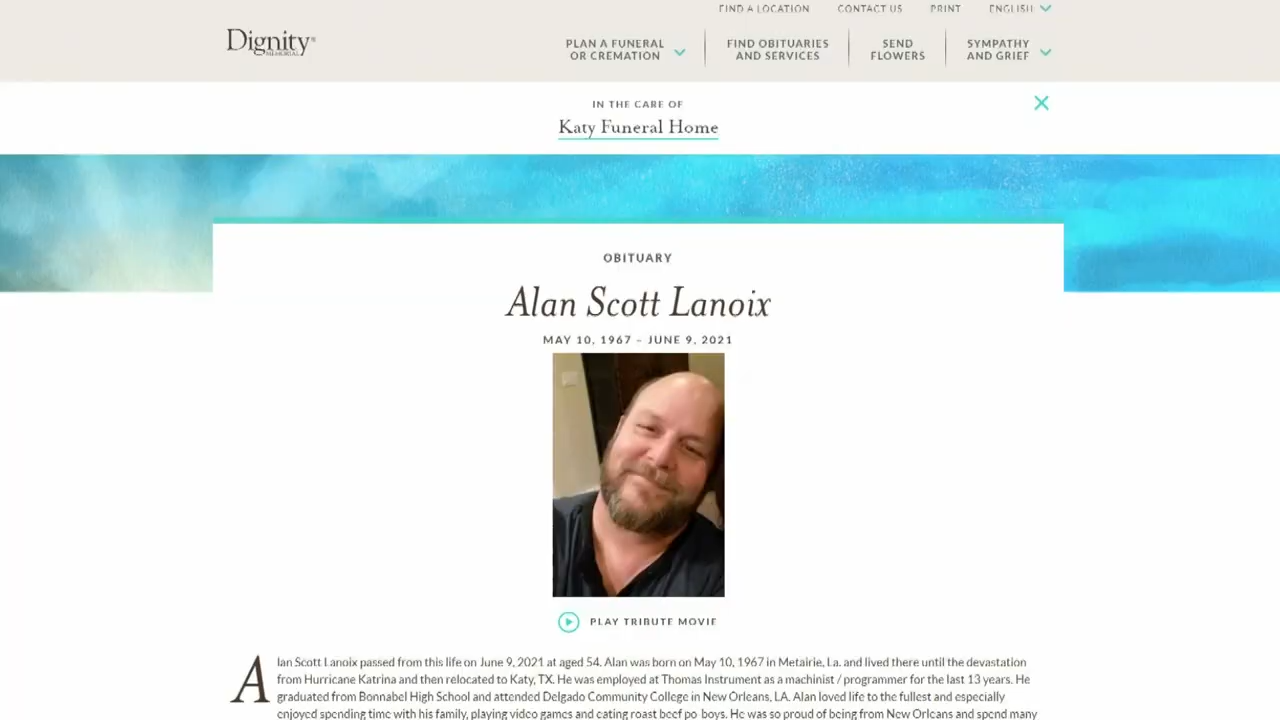 FIND A LOCATION CONTACT US PRINT ENGLISH
Dignity®
MEMORIAL
PLAN A FUNERAL
OR CREMATION
FIND OBITUARIES
AND SERVICES
SEND
FLOWERS
SYMPATHY
AND GRIEF
IN THE CARE OF
Katy Funeral Home
OBITUARY
Alan Scott Lanoix
MAY 10, 1967 – JUNE 9, 2021
PLAY TRIBUTE MOVIE
Alan Scott Lanoix passed from this life on June 9, 2021 at aged 54. Alan was born on May 10, 1967 in Metairie, La. and lived there until the devastation
from Hurricane Katrina and then relocated to Katy, TX. He was employed at Thomas Instrument as a machinist / programmer for the last 13 years. He
graduated from Bonnabel High School and attended Delgado Community College in New Orleans, LA. Alan loved life to the fullest and especially
enjoyed spending time with his family, playing video games and eating roast beef po-boys. He was so proud of being from New Orleans and spend many